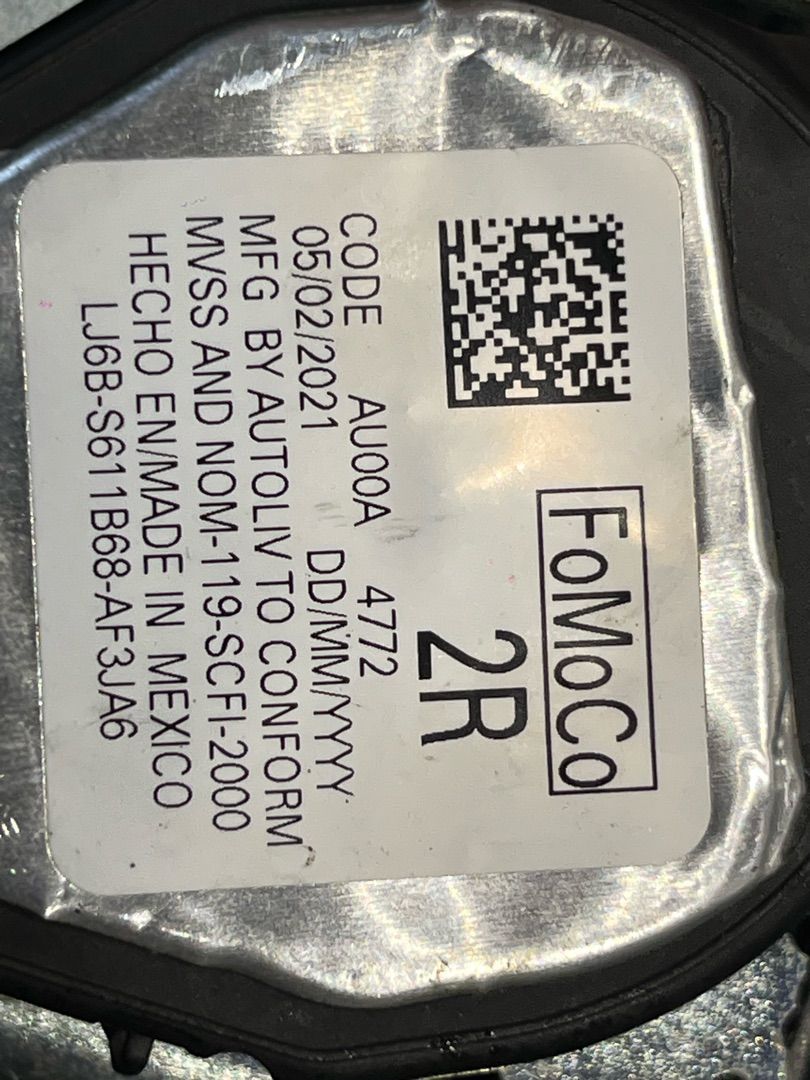 FoMoCo
2R
CODE AU00A 4772
05/02/2021 DD/MM/YYYY
MFG BY AUTOLIV TO CONFORM
MVSS AND NOM-119-SCFI-2000
HECHO EN/MADE IN MEXICO
LJ6B-S611B68-AF3JA6